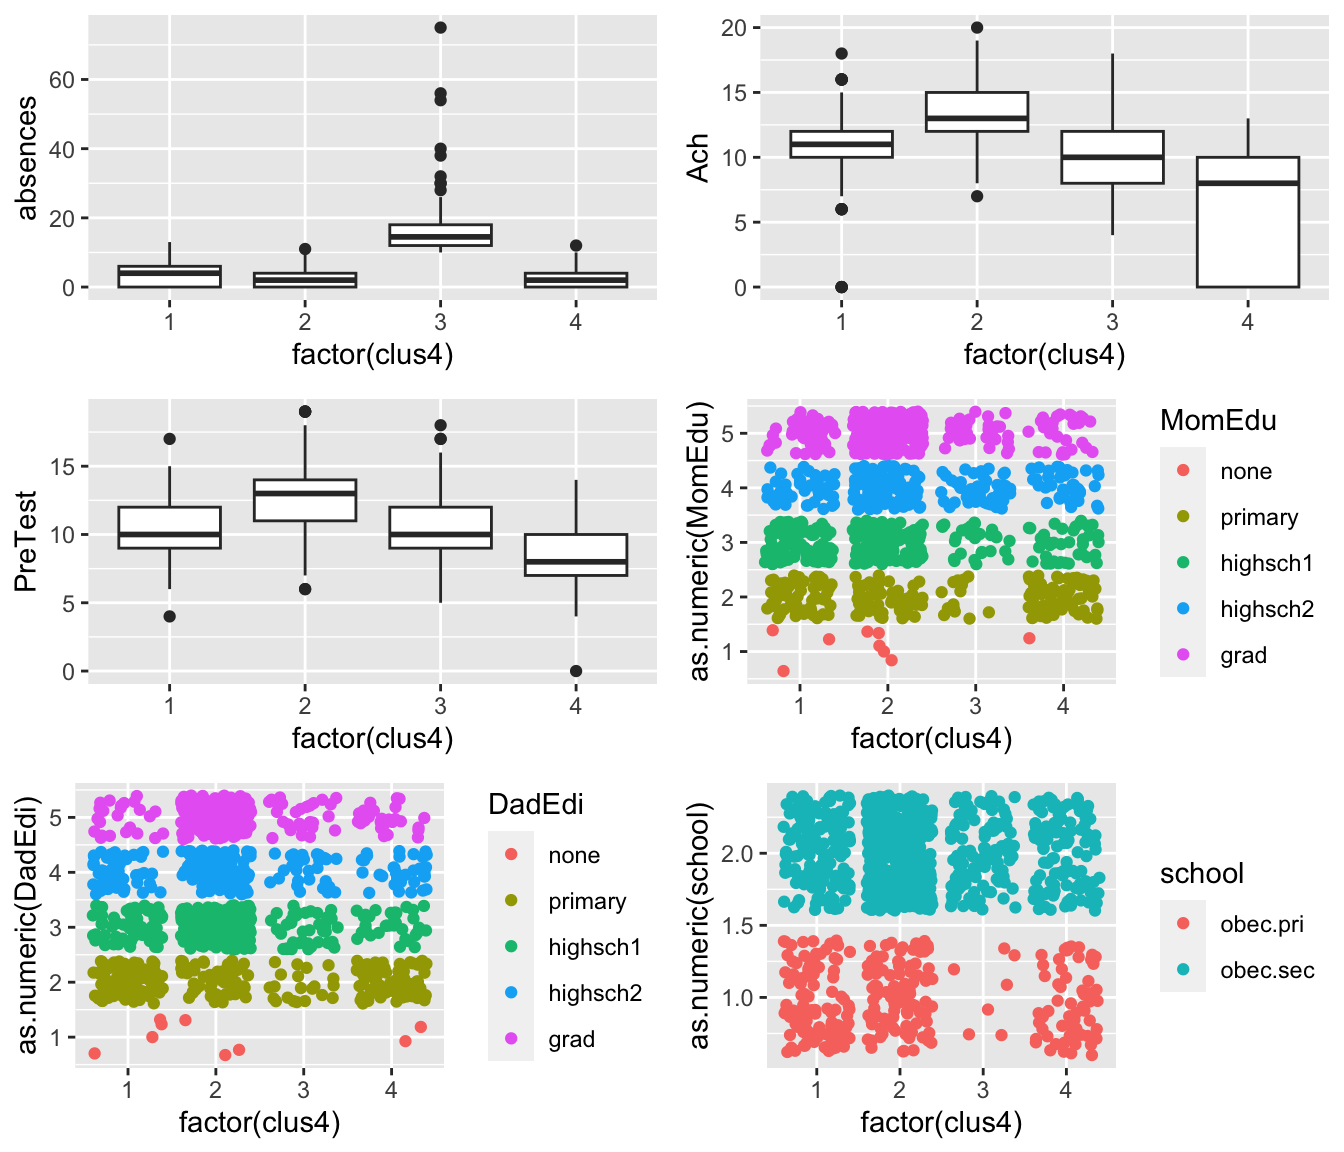 absences
60
40
20
0
1 2 3 4
factor(clus4)
Ach
20
15
10
5
0
1 2 3 4
factor(clus4)
PreTest
15
10
5
0
1 2 3 4
factor(clus4)
as.numeric(MomEdu)
5
4
3
2
1
1 2 3 4
factor(clus4)
MomEdu
none
primary
highsch1
highsch2
grad
as.numeric(DadEdi)
5
4
3
2
1
1 2 3 4
factor(clus4)
DadEdi
none
primary
highsch1
highsch2
grad
as.numeric(school)
2.0
1.5
1.0
1 2 3 4
factor(clus4)
school
obec.pri
obec.sec